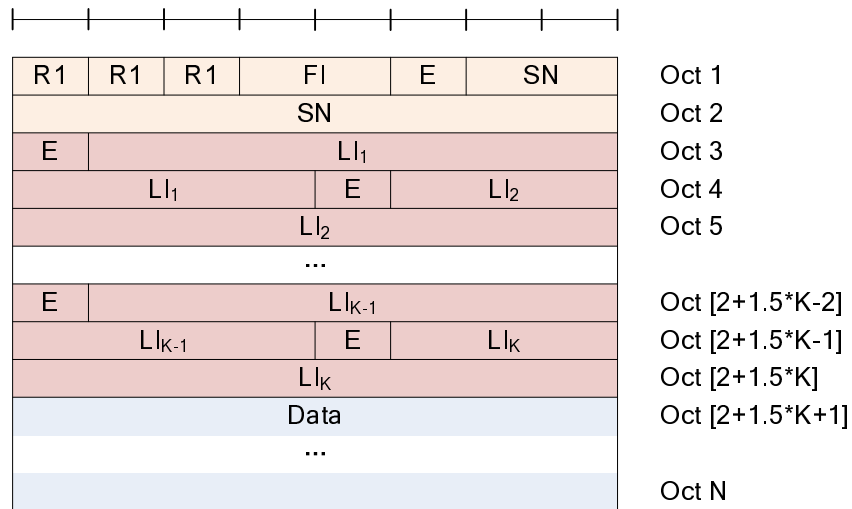 R1 R1 R1 FI E SN Oct 1
SN Oct 2
E LI₁ Oct 3
LI₁ E LI₂ Oct 4
LI₂ Oct 5
...
E LIK-1 Oct [2+1.5*K-2]
LIK-1 E LIK Oct [2+1.5*K-1]
LIK Oct [2+1.5*K]
Data Oct [2+1.5*K+1]
...
Oct N